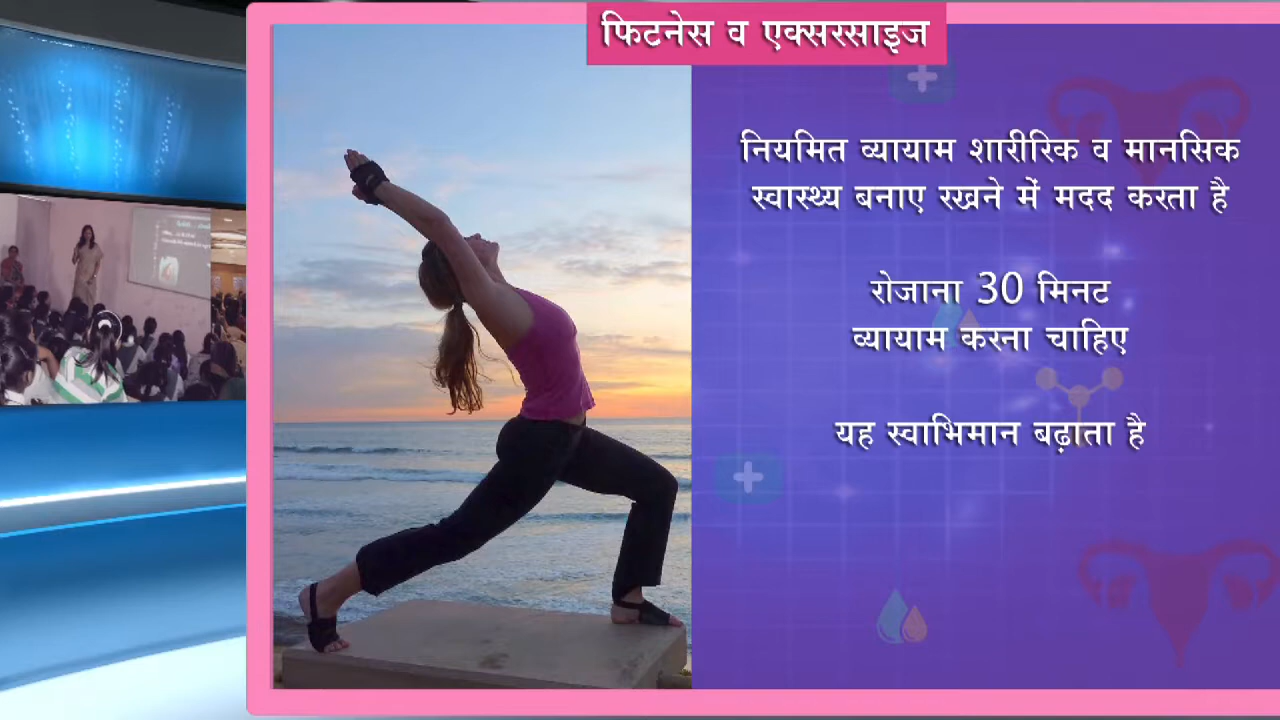 फिटनेस व एक्सरसाइज
नियमित व्यायाम शारीरिक व मानसिक
स्वास्थ्य बनाए रखने में मदद करता है
रोजाना 30 मिनट
व्यायाम करना चाहिए
यह स्वाभिमान बढ़ाता है